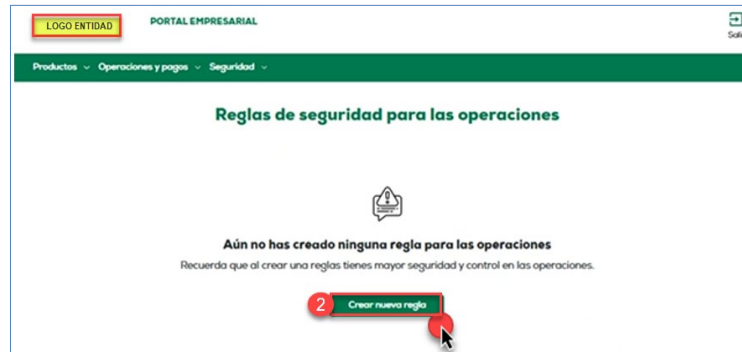 LOGO ENTIDAD
PORTAL EMPRESARIAL
Productos Operaciones y pagos Seguridad
Reglas de seguridad para las operaciones
Aún no has creado ninguna regla para las operaciones
Recuerda que al crear una reglas tienes mayor seguridad y control en las operaciones.
2 Crear nueva regla